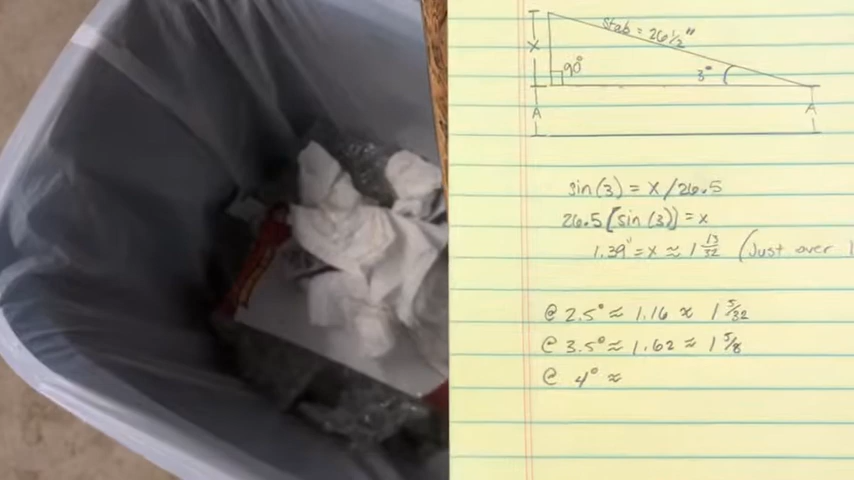 X
stab = 26 1/2"
90°
3°
A
A
sin(3) = X/26.5
26.5[sin(3)] = X
1.39" = X ≈ 1 13/32 (Just over 1
@ 2.5° ≈ 1.16 ≈ 1 5/32
@ 3.5° ≈ 1.62 ≈ 1 5/8
@ 4° ≈